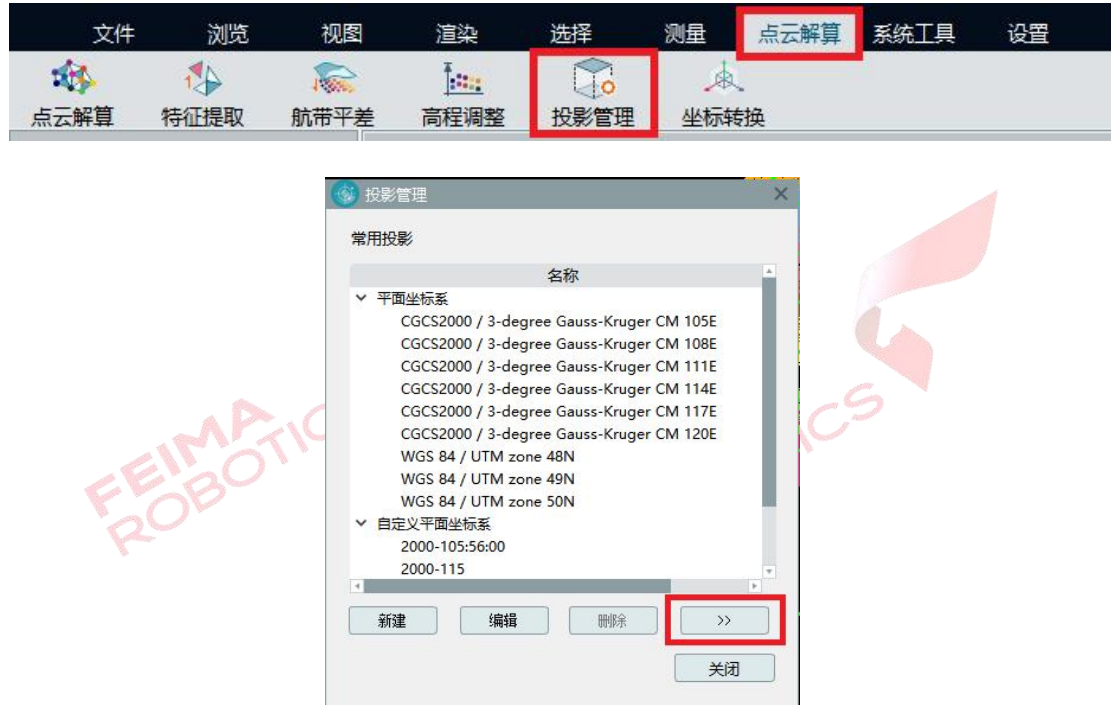 文件 浏览 视图 渲染 选择 测量 点云解算 系统工具 设置
点云解算 特征提取 航带平差 高程调整 投影管理 坐标转换
投影管理
常用投影
名称
平面坐标系
CGCS2000 / 3-degree Gauss-Kruger CM 105E
CGCS2000 / 3-degree Gauss-Kruger CM 108E
CGCS2000 / 3-degree Gauss-Kruger CM 111E
CGCS2000 / 3-degree Gauss-Kruger CM 114E
CGCS2000 / 3-degree Gauss-Kruger CM 117E
CGCS2000 / 3-degree Gauss-Kruger CM 120E
WGS 84 / UTM zone 48N
WGS 84 / UTM zone 49N
WGS 84 / UTM zone 50N
自定义平面坐标系
2000-105:56:00
2000-115
新建 编辑 删除 >>
关闭
FEIMA
ROBOTICS